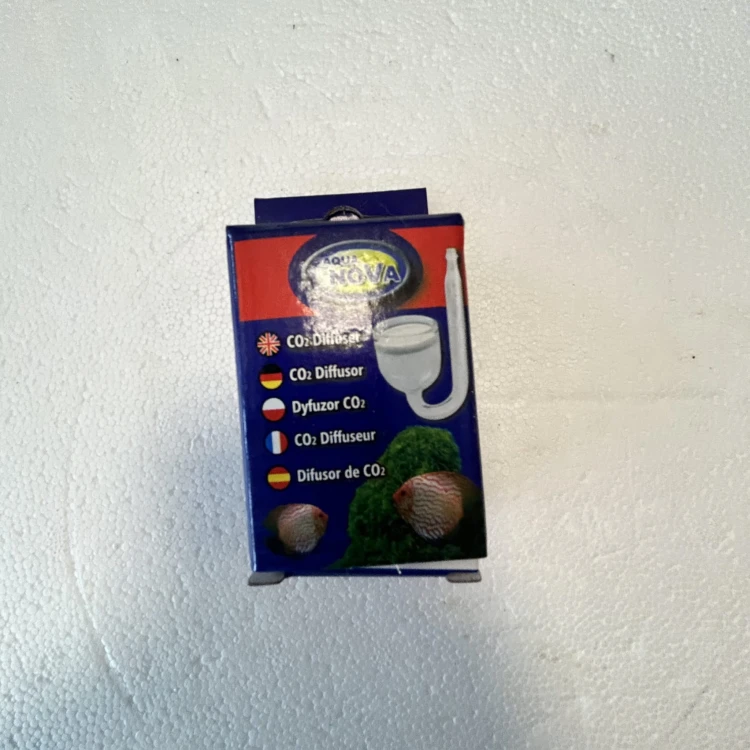 AQUA
NOVA
CO₂ Diffuser
CO₂ Diffusor
Dyfuzor CO₂
CO₂ Diffuseur
Difusor de CO₂